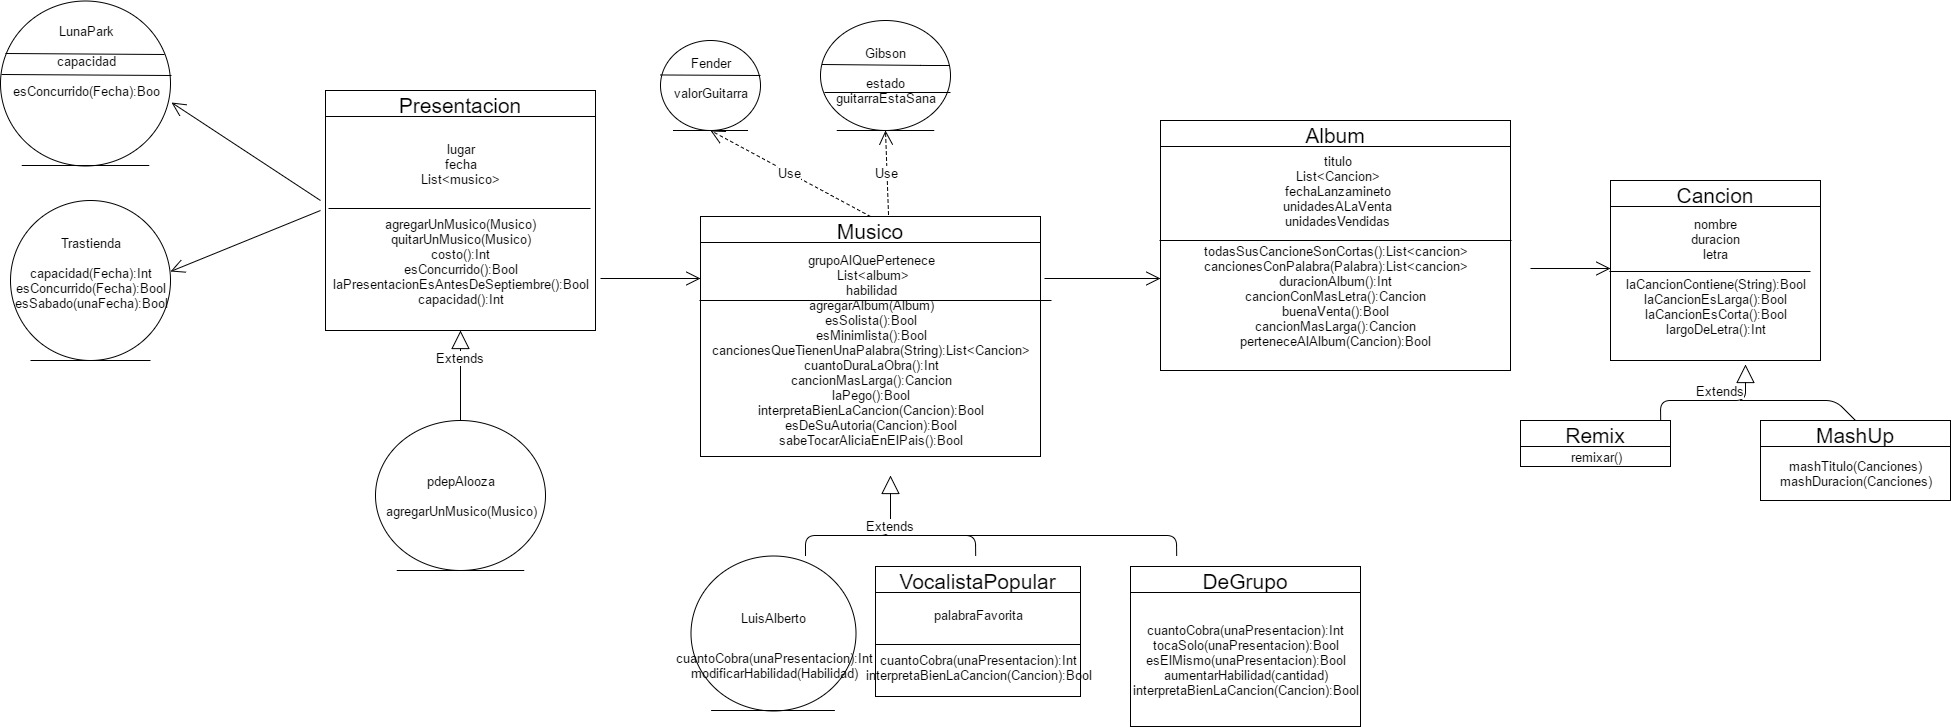 LunaPark
capacidad
esConcurrido(Fecha):Boo
Trastienda
capacidad(Fecha):Int
esConcurrido(Fecha):Bool
esSabado(unaFecha):Bool
Presentacion
lugar
fecha
List<musico>
agregarUnMusico(Musico)
quitarUnMusico(Musico)
costo():Int
esConcurrido():Bool
laPresentacionEsAntesDeSeptiembre():Bool
capacidad():Int
Extends
pdepAlooza
agregarUnMusico(Musico)
Fender
valorGuitarra
Gibson
estado
guitarraEstaSana
Use
Use
Musico
grupoAlQuePertenece
List<album>
habilidad
agregarAlbum(Album)
esSolista():Bool
esMinimlista():Bool
cancionesQueTienenUnaPalabra(String):List<Cancion>
cuantoDuraLaObra():Int
cancionMasLarga():Cancion
laPego():Bool
interpretaBienLaCancion(Cancion):Bool
esDeSuAutoria(Cancion):Bool
sabeTocarAliciaEnElPais():Bool
Extends
LuisAlberto
cuantoCobra(unaPresentacion):Int
modificarHabilidad(Habilidad)
VocalistaPopular
palabraFavorita
cuantoCobra(unaPresentacion):Int
interpretaBienLaCancion(Cancion):Bool
DeGrupo
cuantoCobra(unaPresentacion):Int
tocaSolo(unaPresentacion):Bool
esElMismo(unaPresentacion):Bool
aumentarHabilidad(cantidad)
interpretaBienLaCancion(Cancion):Bool
Album
titulo
List<Cancion>
fechaLanzamineto
unidadesALaVenta
unidadesVendidas
todasSusCancioneSonCortas():List<cancion>
cancionesConPalabra(Palabra):List<cancion>
duracionAlbum():Int
cancionConMasLetra():Cancion
buenaVenta():Bool
cancionMasLarga():Cancion
perteneceAlAlbum(Cancion):Bool
Cancion
nombre
duracion
letra
laCancionContiene(String):Bool
laCancionEsLarga():Bool
laCancionEsCorta():Bool
largoDeLetra():Int
Extends
Remix
remixar()
MashUp
mashTitulo(Canciones)
mashDuracion(Canciones)